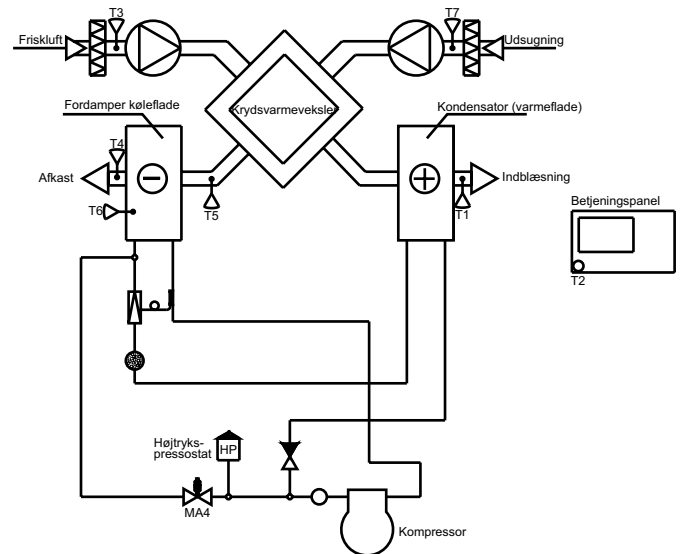 T3
T7
Friskluft
Udsugning
Krydsvarmeveksler
Fordamper køleflade
Kondensator (varmeflade)
T4
Afkast
Indblæsning
T6
T5
T1
Betjeningspanel
T2
Højtryks-
pressostat
HP
MA4
Kompressor